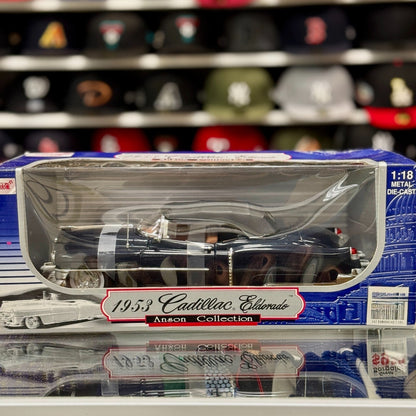 1:18
METAL
DIE-CAST
1953 Cadillac Eldorado
Anson Collection